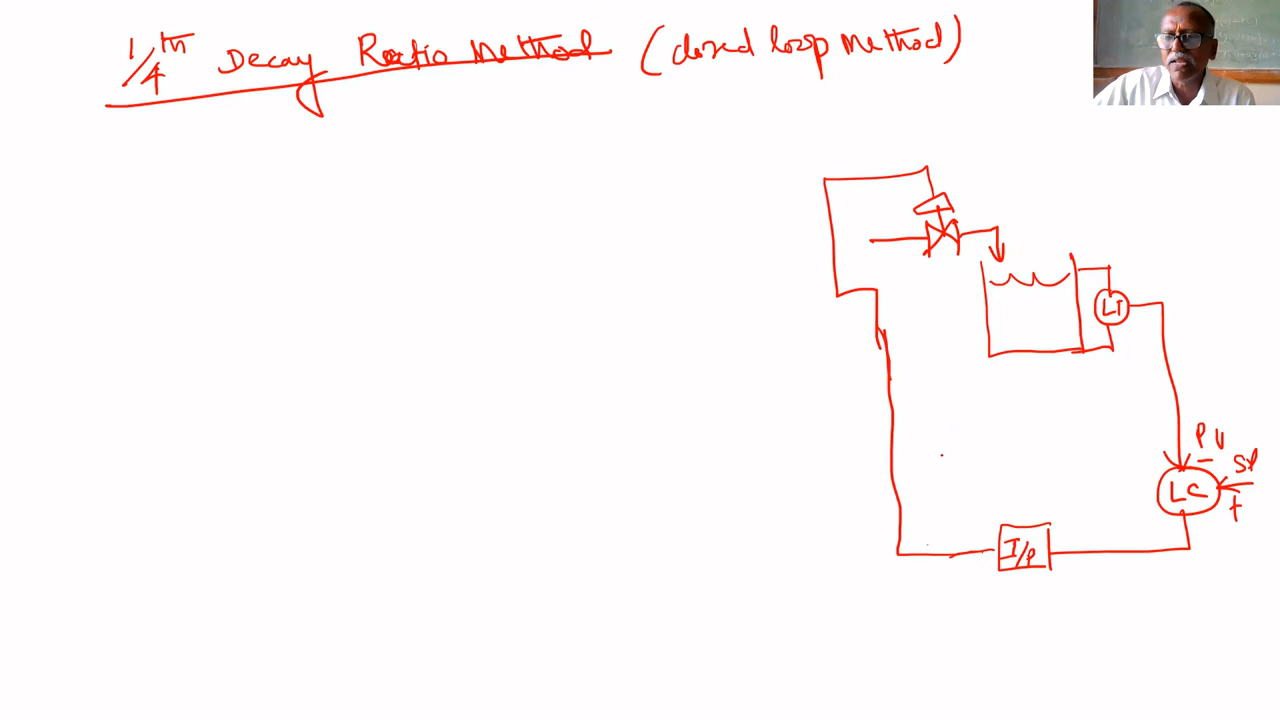 1/4th Decay Ratio Method (closed loop Method)
LT
PV
SP
LC
+
I/P